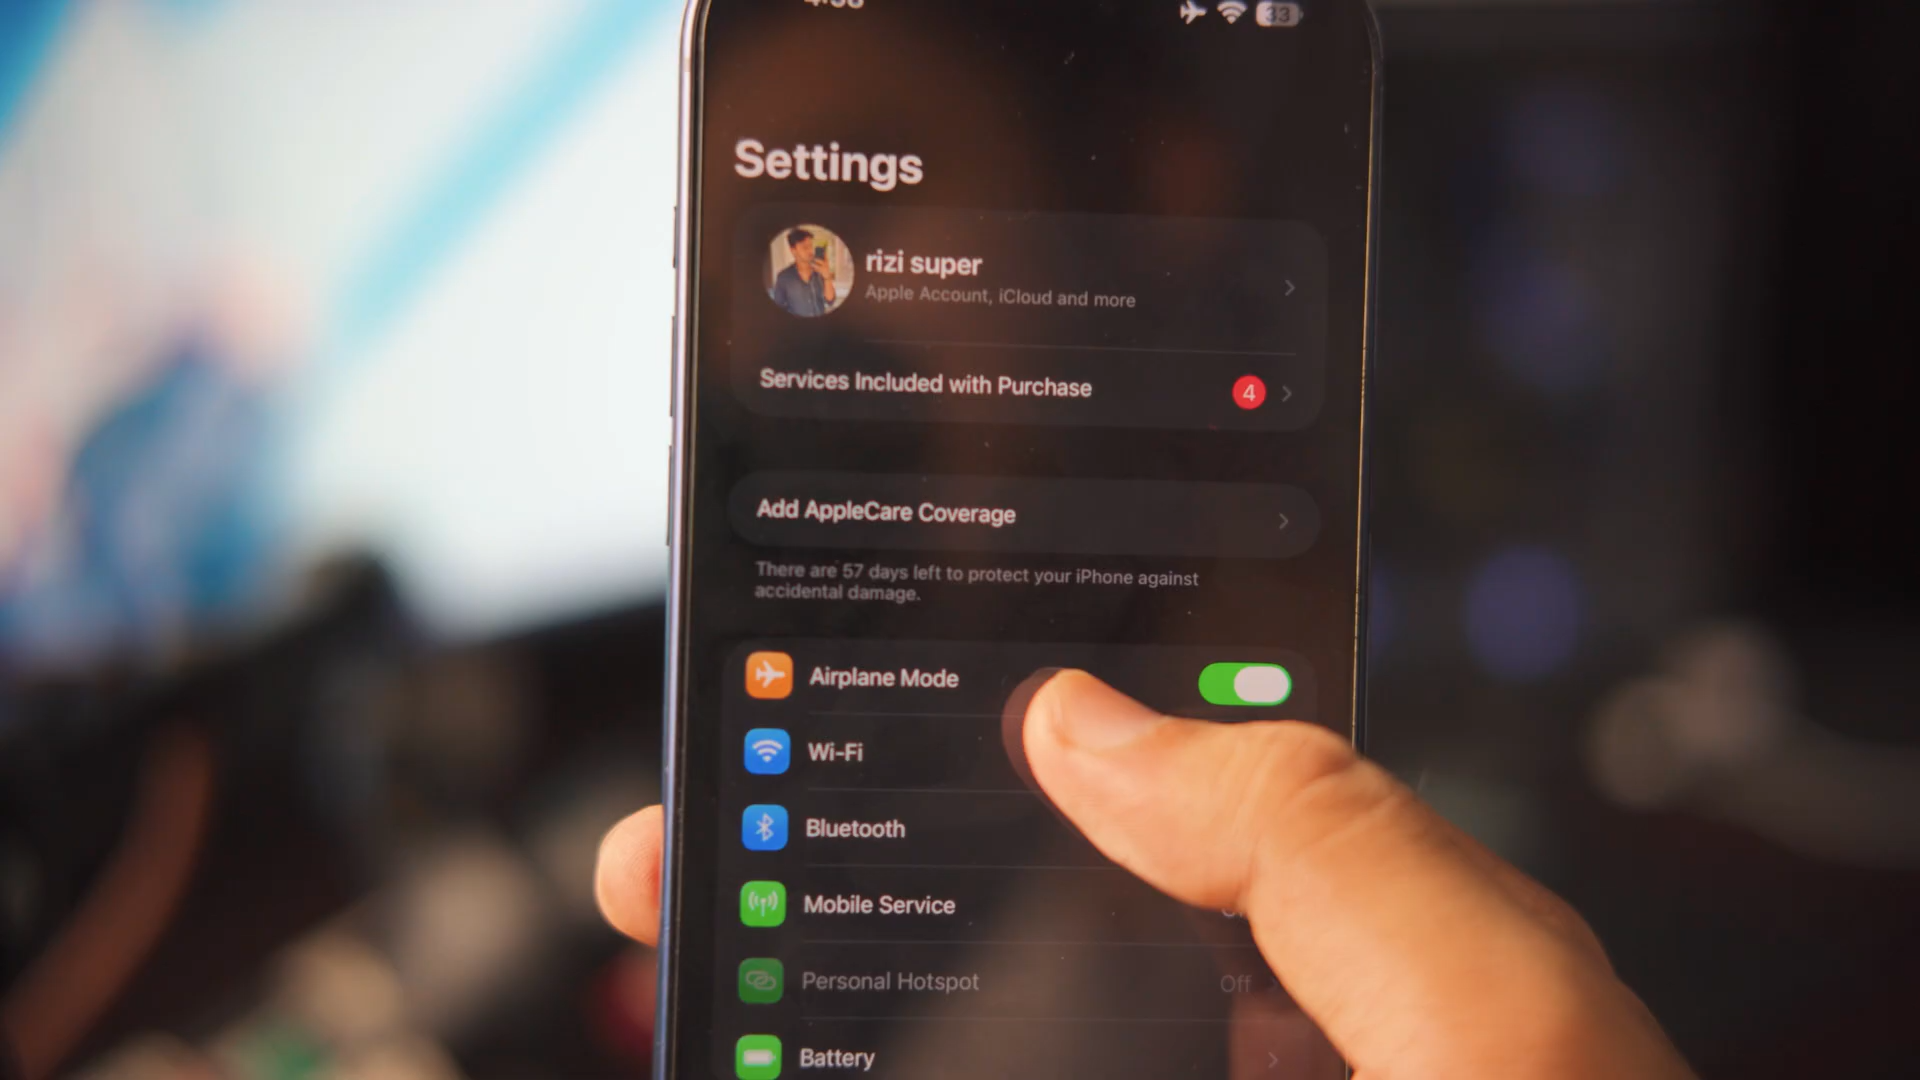 33
Settings
rizi super
Apple Account, iCloud and more
Services Included with Purchase
4
Add AppleCare Coverage
There are 57 days left to protect your iPhone against
accidental damage.
Airplane Mode
Wi-Fi
Bluetooth
Mobile Service
Personal Hotspot
Off
Battery